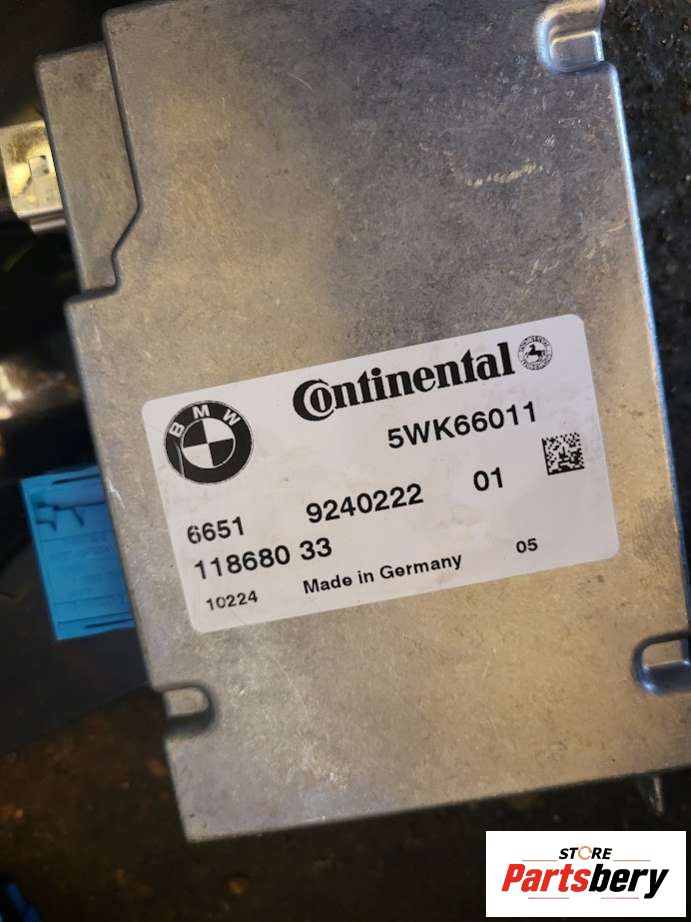 Continental
BMW
5WK66011
6651 9240222 01
118680 33
10224 Made in Germany 05
STORE
Partsbery